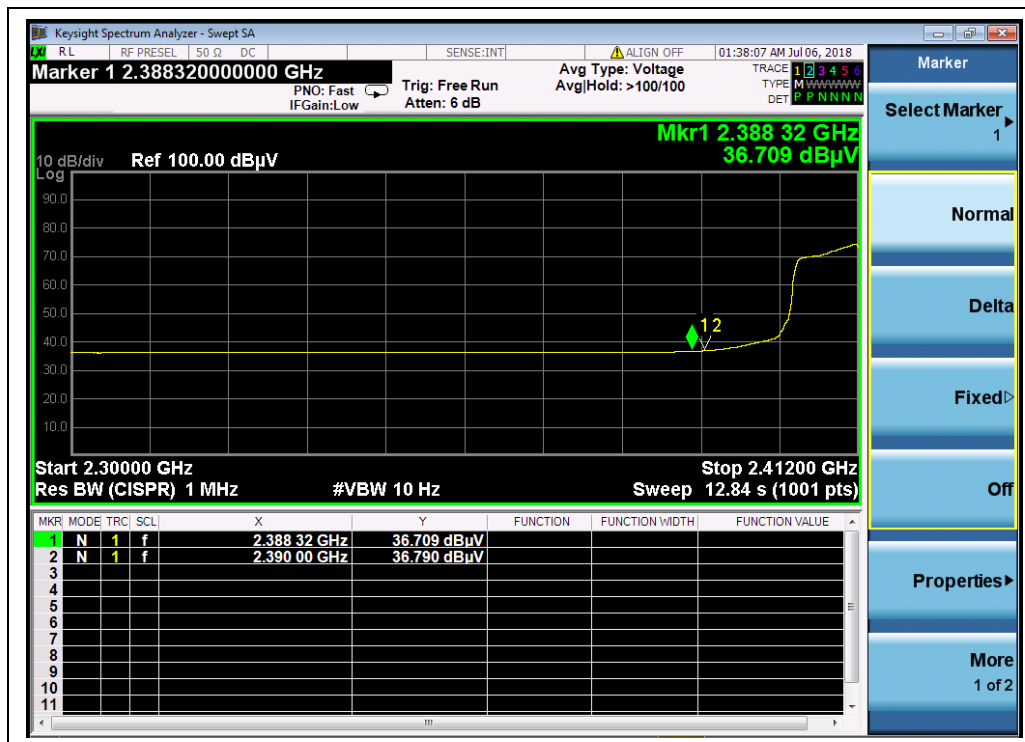 Keysight Spectrum Analyzer - Swept SA
LXI RL RF PRESEL 50 Ω DC SENSE:INT ALIGN OFF 01:38:07 AM Jul 06, 2018
Marker 1 2.388320000000 GHz
PNO: Fast
IFGain:Low
Trig: Free Run
Atten: 6 dB
Avg Type: Voltage
Avg|Hold: >100/100
TRACE 1 2 3 4 5 6
TYPE M WWWWW
DET P P N N N N
Mkr1 2.388 32 GHz
36.709 dBµV
10 dB/div Ref 100.00 dBµV
Log
90.0
80.0
70.0
60.0
50.0
40.0
30.0
20.0
10.0
1 2
Start 2.30000 GHz Stop 2.41200 GHz
Res BW (CISPR) 1 MHz #VBW 10 Hz Sweep 12.84 s (1001 pts)
MKR MODE TRC SCL X Y FUNCTION FUNCTION WIDTH FUNCTION VALUE
1 N 1 f 2.388 32 GHz 36.709 dBµV
2 N 1 f 2.390 00 GHz 36.790 dBµV
3
4
5
6
7
8
9
10
11
Marker
Select Marker
1
Normal
Delta
Fixed
Off
Properties
More
1 of 2